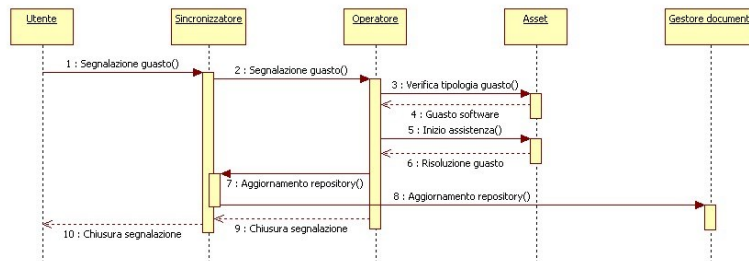 Utente
Sincronizzatore
Operatore
Asset
Gestore document
1 : Segnalazione guasto()
2 : Segnalazione guasto()
3 : Verifica tipologia guasto()
4 : Guasto software
5 : Inizio assistenza()
6 : Risoluzione guasto
7 : Aggiornamento repository()
8 : Aggiornamento repository()
9 : Chiusura segnalazione
10 : Chiusura segnalazione